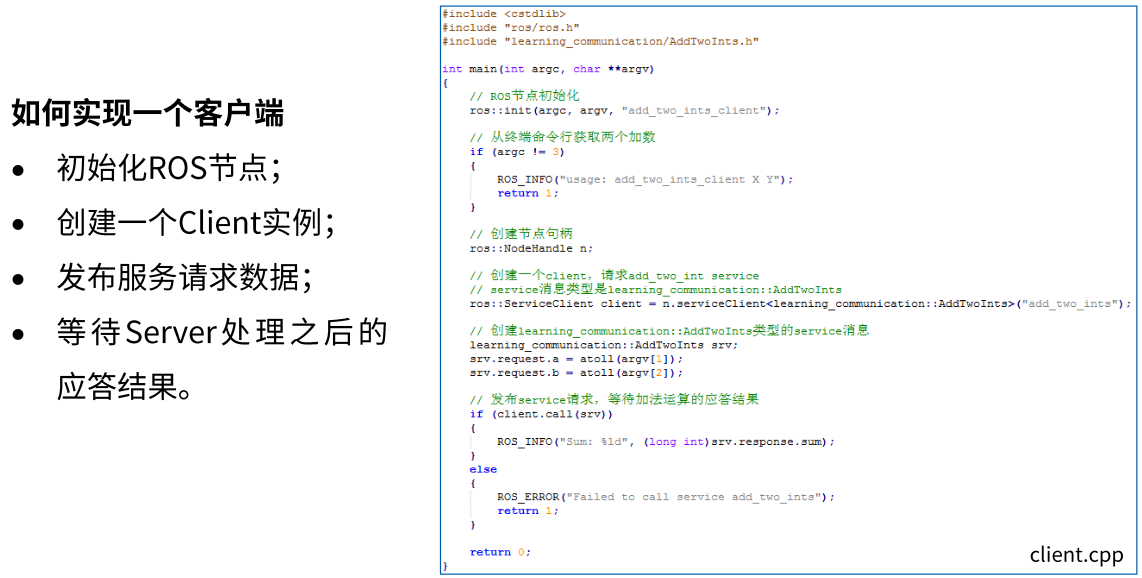 如何实现一个客户端
• 初始化ROS节点；
• 创建一个Client实例；
• 发布服务请求数据；
• 等待Server处理之后的
应答结果。
#include <cstdlib>
#include "ros/ros.h"
#include "learning_communication/AddTwoInts.h"

int main(int argc, char **argv)
{
    // ROS节点初始化
    ros::init(argc, argv, "add_two_ints_client");

    // 从终端命令行获取两个加数
    if (argc != 3)
    {
        ROS_INFO("usage: add_two_ints_client X Y");
        return 1;
    }

    // 创建节点句柄
    ros::NodeHandle n;

    // 创建一个client，请求add_two_int service
    // service消息类型是learning_communication::AddTwoInts
    ros::ServiceClient client = n.serviceClient<learning_communication::AddTwoInts>("add_two_ints");

    // 创建learning_communication::AddTwoInts类型的service消息
    learning_communication::AddTwoInts srv;
    srv.request.a = atoll(argv[1]);
    srv.request.b = atoll(argv[2]);

    // 发布service请求，等待加法运算的应答结果
    if (client.call(srv))
    {
        ROS_INFO("Sum: %ld", (long int)srv.response.sum);
    }
    else
    {
        ROS_ERROR("Failed to call service add_two_ints");
        return 1;
    }

    return 0;
}
client.cpp